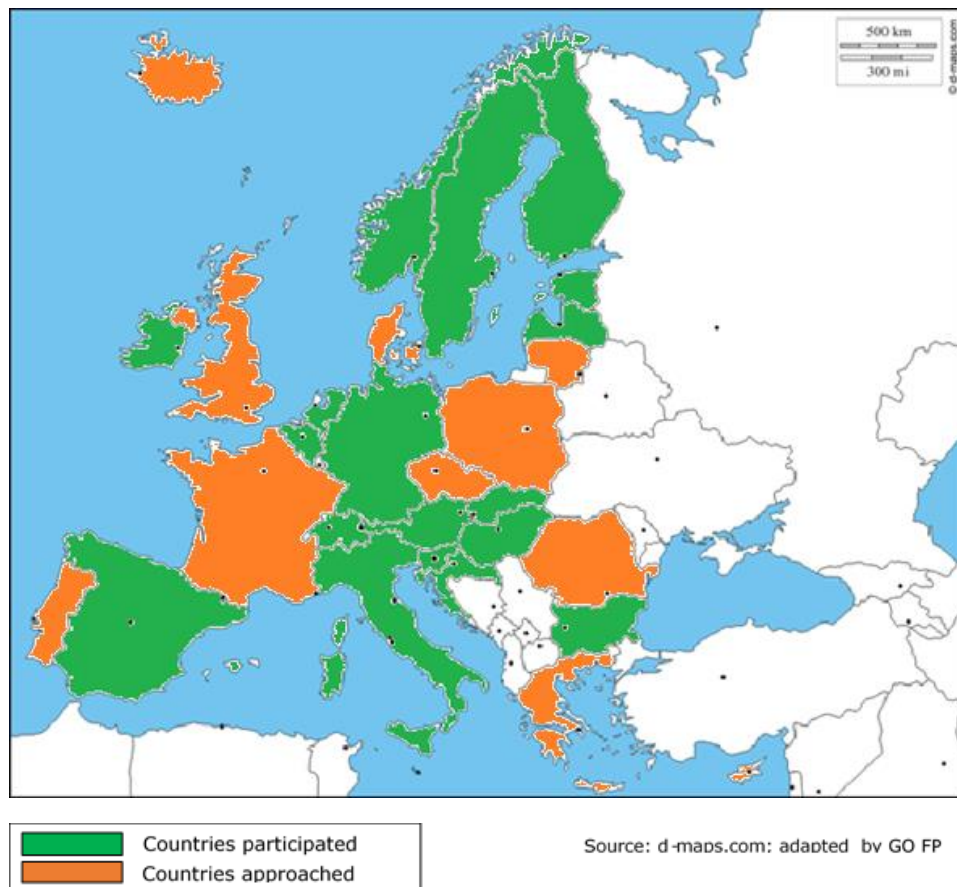 500 km
300 mi
© d-maps.com
Countries participated
Countries approached
Source: d-maps.com: adapted by GO FP